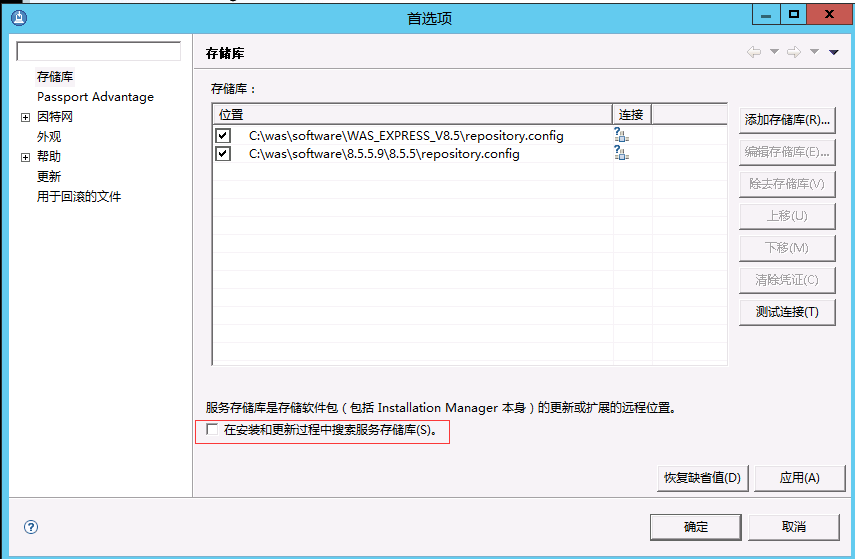 首选项
存储库
Passport Advantage
因特网
外观
帮助
更新
用于回滚的文件
存储库
存储库：
位置 连接
C:\was\software\WAS_EXPRESS_V8.5\repository.config
C:\was\software\8.5.5.9\8.5.5\repository.config
添加存储库(R)...
编辑存储库(E)...
除去存储库(V)
上移(U)
下移(M)
清除凭证(C)
测试连接(T)
服务存储库是存储软件包（包括 Installation Manager 本身）的更新或扩展的远程位置。
在安装和更新过程中搜索服务存储库(S)。
恢复缺省值(D) 应用(A)
确定 取消